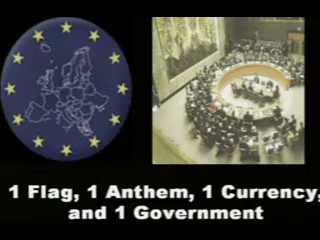 1 Flag, 1 Anthem, 1 Currency,
and 1 Government